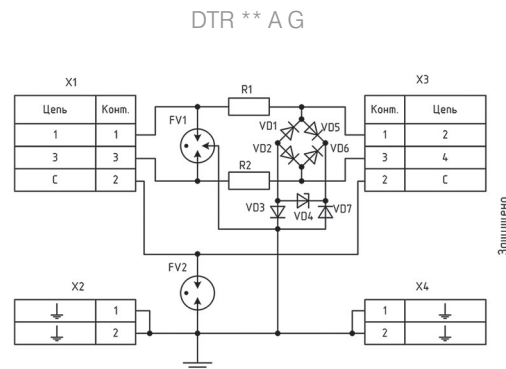 DTR ** A G
X1
X3
R1
Цепь Конт.
FV1
VD1
VD5
Конт. Цепь
1 1
1 2
VD2
VD6
3 3
R2
3 4
С 2
2 С
VD3
VD4
VD7
Защищено
FV2
X2
X4
1
1
2
2